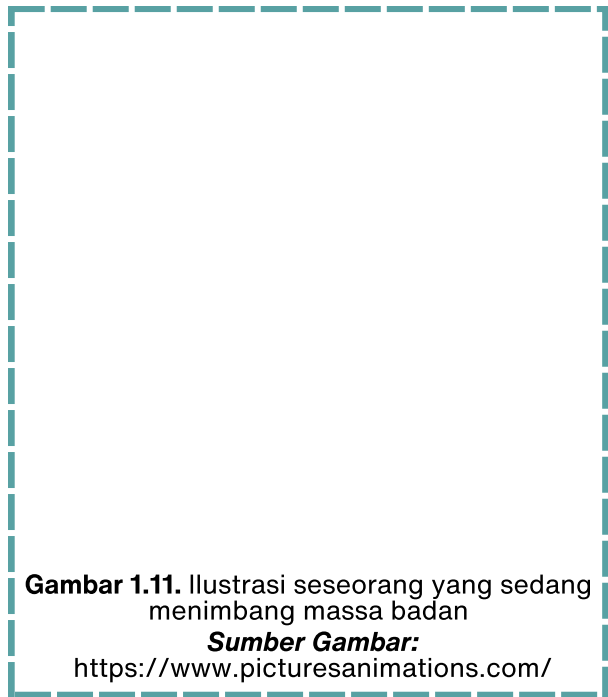 Gambar 1.11. Ilustrasi seseorang yang sedang
menimbang massa badan
Sumber Gambar:
https://www.picturesanimations.com/